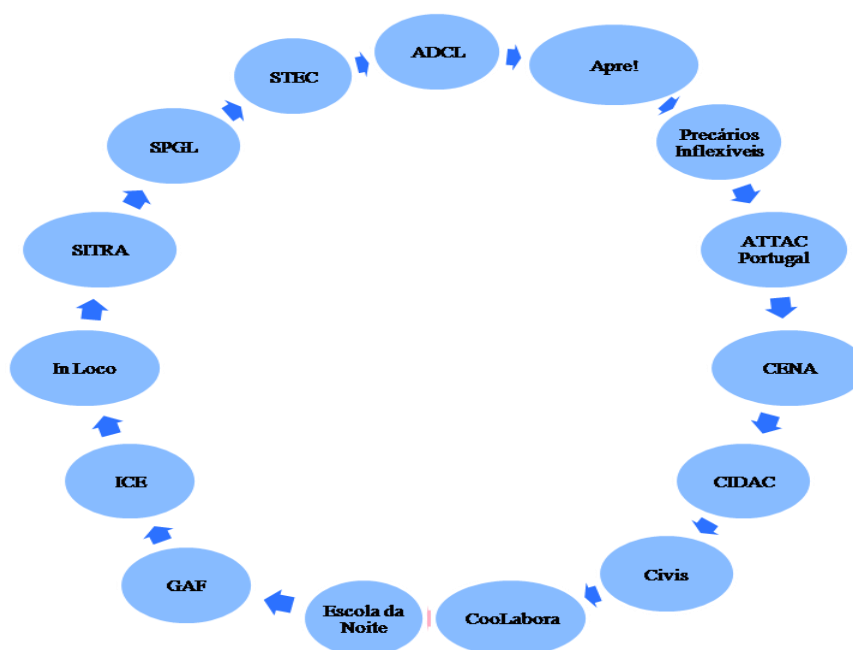 ADCL
Apre!
Precários
Inflexíveis
ATTAC
Portugal
CENA
CIDAC
Civis
CooLabora
Escola da
Noite
GAF
ICE
In Loco
SITRA
SPGL
STEC